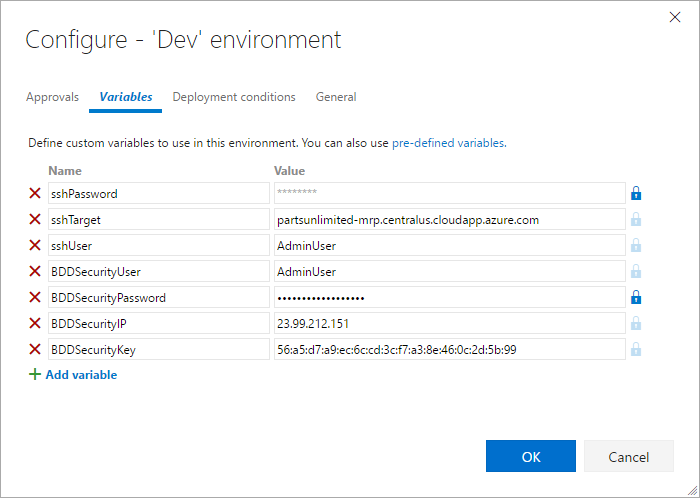 Configure - 'Dev' environment
Approvals Variables Deployment conditions General
Define custom variables to use in this environment. You can also use pre-defined variables.
Name Value
sshPassword ********
sshTarget partsunlimited-mrp.centralus.cloudapp.azure.com
sshUser AdminUser
BDDSecurityUser AdminUser
BDDSecurityPassword ••••••••••••••••••
BDDSecurityIP 23.99.212.151
BDDSecurityKey 56:a5:d7:a9:ec:6c:cd:3c:f7:a3:8e:46:0c:2d:5b:99
Add variable
OK Cancel